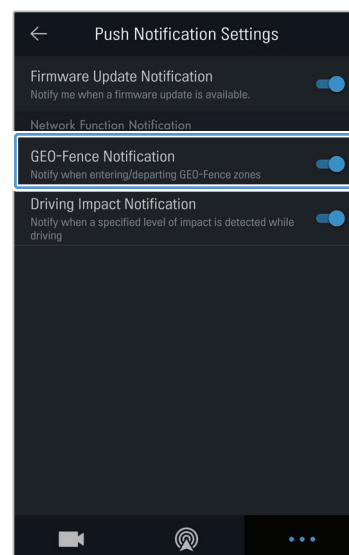 Push Notification Settings
Firmware Update Notification
Notify me when a firmware update is available.
Network Function Notification
GEO-Fence Notification
Notify when entering/departing GEO-Fence zones
Driving Impact Notification
Notify when a specified level of impact is detected while
driving